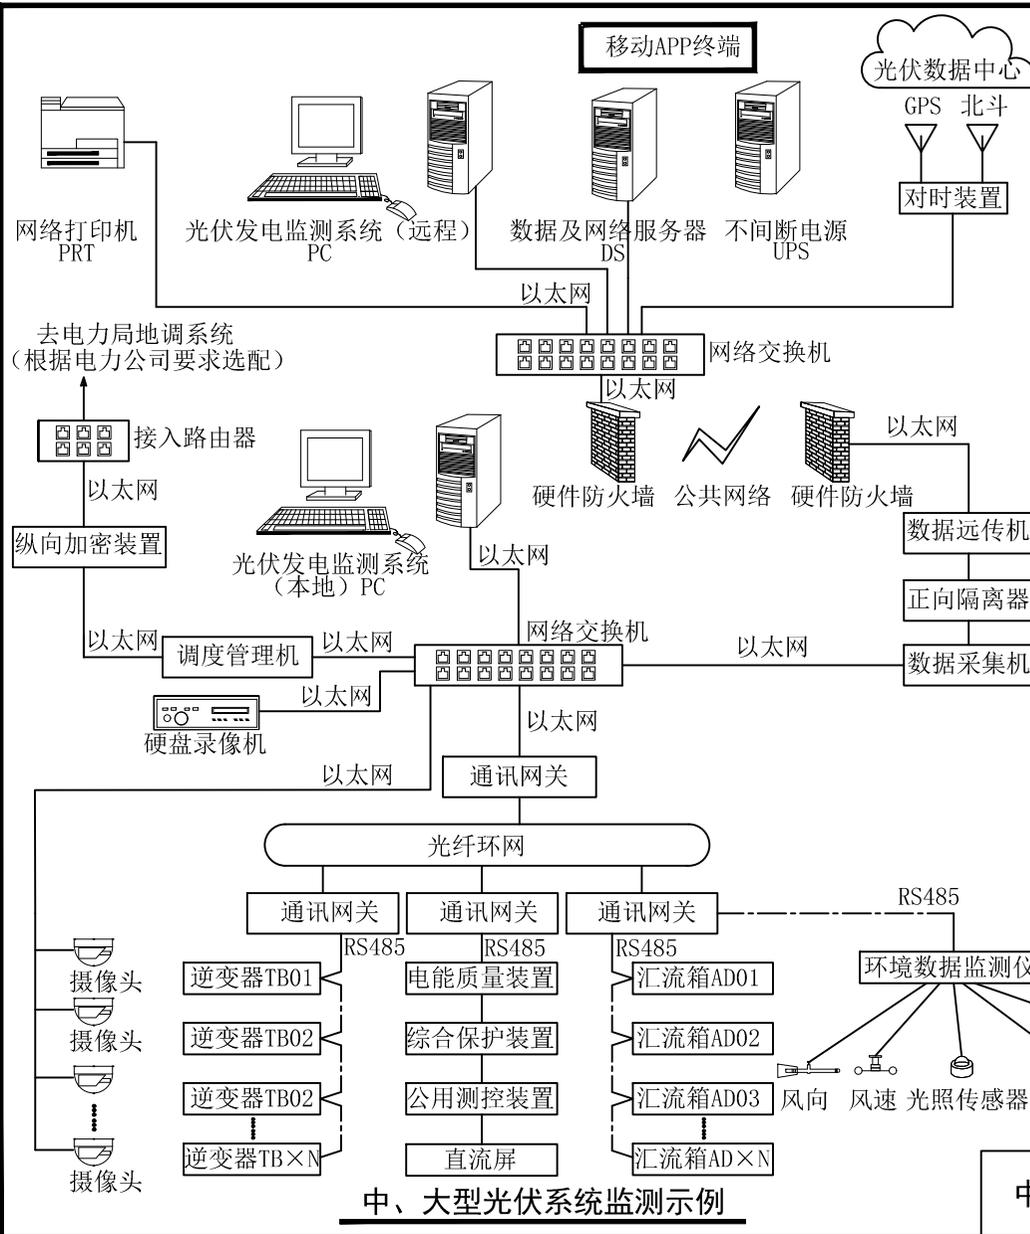 移动APP终端
光伏数据中心
GPS 北斗
对时装置
网络打印机
PRT
光伏发电监测系统（远程）
PC
数据及网络服务器
DS
不间断电源
UPS
以太网
去电力局地调系统
（根据电力公司要求选配）
网络交换机
以太网
接入路由器
以太网
以太网
硬件防火墙
公共网络
硬件防火墙
纵向加密装置
数据远传机
以太网
光伏发电监测系统
（本地）PC
正向隔离器
网络交换机
以太网
调度管理机
以太网
以太网
数据采集机
以太网
硬盘录像机
以太网
以太网
通讯网关
光纤环网
RS485
通讯网关
通讯网关
通讯网关
RS485
RS485
RS485
环境数据监测仪
摄像头
逆变器TB01
电能质量装置
汇流箱AD01
摄像头
逆变器TB02
综合保护装置
汇流箱AD02
逆变器TB02
公用测控装置
汇流箱AD03
风向
风速
光照传感器
摄像头
逆变器TB×N
直流屏
汇流箱AD×N
中、大型光伏系统监测示例